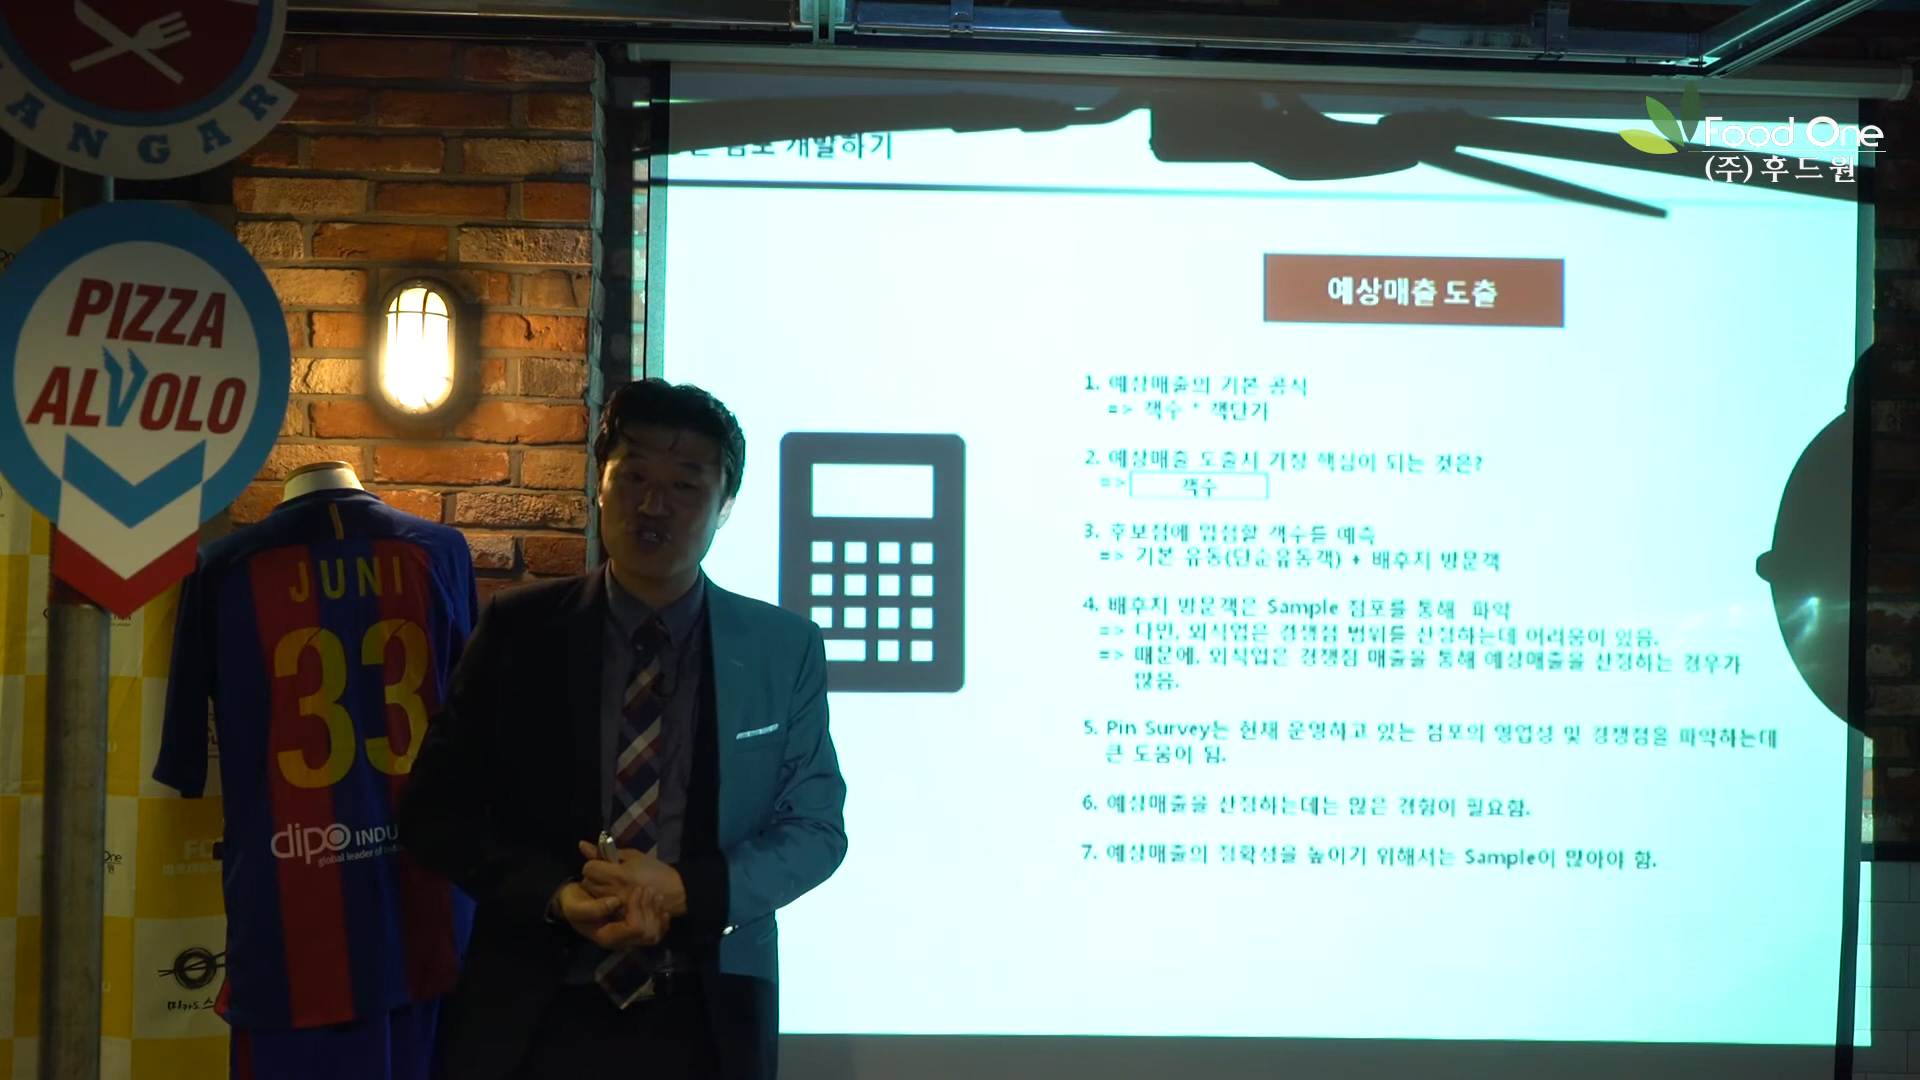 ANGAR
PIZZA
ALVOLO
JUNI
33
dipo INDU
global leader of
미카도스
Food One
(주)후드원
점포 개발하기
예상매출 도출
1. 예상매출의 기본 공식
=> 객수 * 객단가
2. 예상매출 도출시 가장 핵심이 되는 것은?
=> 객수
3. 후보점에 입점할 객수를 예측
=> 기본 유동(단순유동객) + 배후지 방문객
4. 배후지 방문객은 Sample 점포를 통해 파악
=> 다만, 외식업은 경쟁점 범위를 산정하는데 어려움이 있음.
=> 때문에, 외식업은 경쟁점 매출을 통해 예상매출을 산정하는 경우가
많음.
5. Pin Survey는 현재 운영하고 있는 점포의 영업성 및 경쟁점을 파악하는데
큰 도움이 됨.
6. 예상매출을 산정하는데는 많은 경험이 필요함.
7. 예상매출의 정확성을 높이기 위해서는 Sample이 많아야 함.